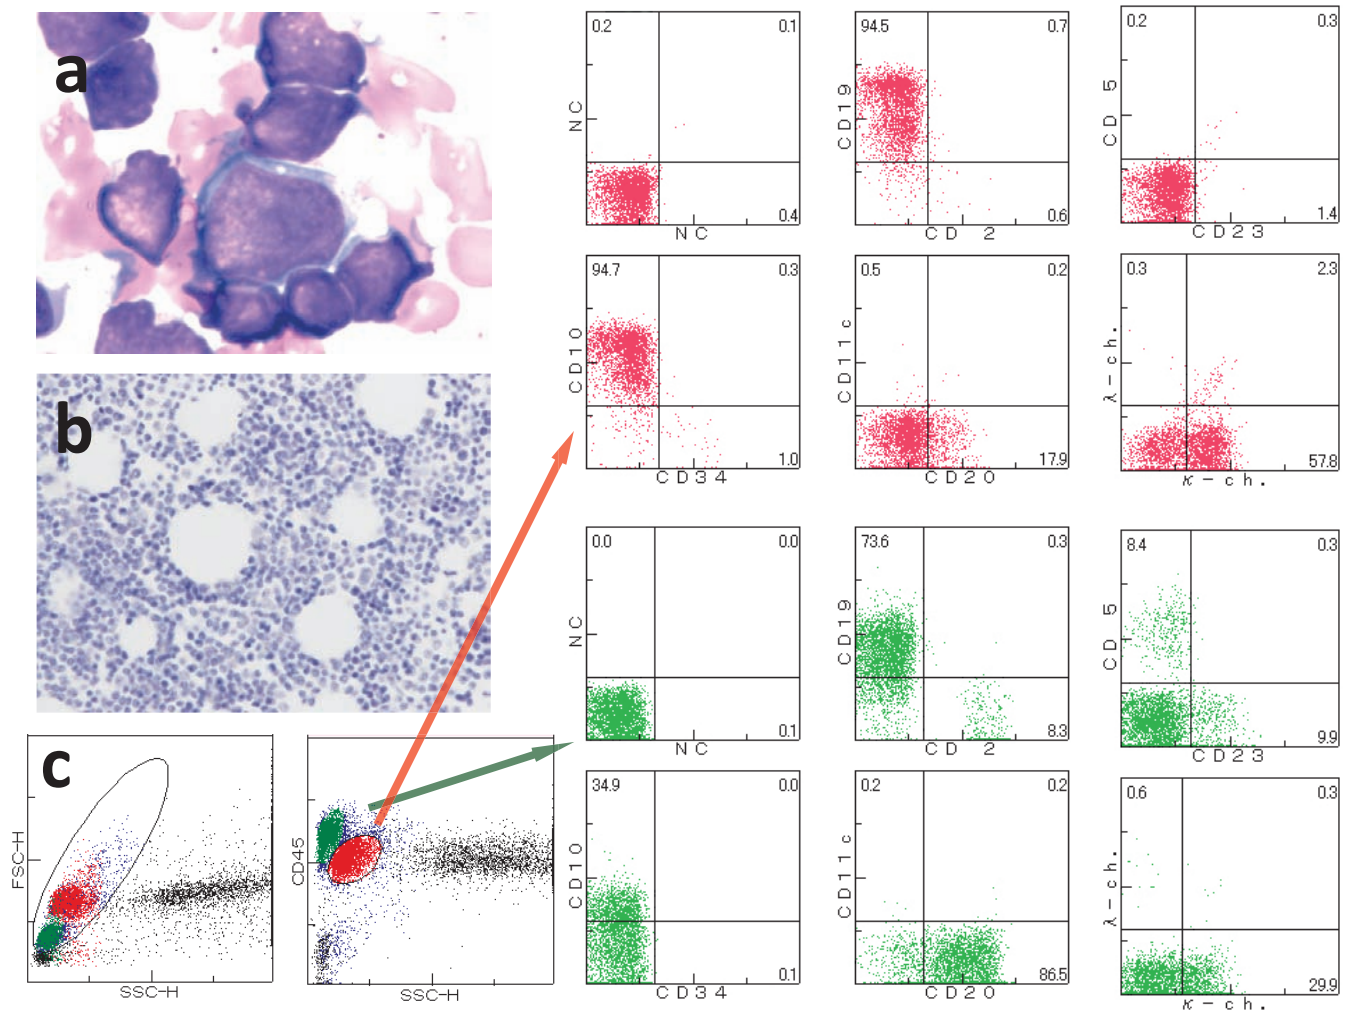 a
b
c
0.2 0.1
NC
0.4
NC
94.5 0.7
CD19
0.6
CD 2
0.2 0.3
CD 5
1.4
CD23
94.7 0.3
CD10
1.0
CD34
0.5 0.2
CD11c
17.9
CD20
0.3 2.3
λ-ch.
57.8
κ-ch.
0.0 0.0
NC
0.1
NC
73.6 0.3
CD19
8.3
CD 2
8.4 0.3
CD 5
9.9
CD23
34.9 0.0
CD10
0.1
CD34
0.2 0.2
CD11c
86.5
CD20
0.6 0.3
λ-ch.
29.9
κ-ch.
FSC-H
SSC-H
CD45
SSC-H